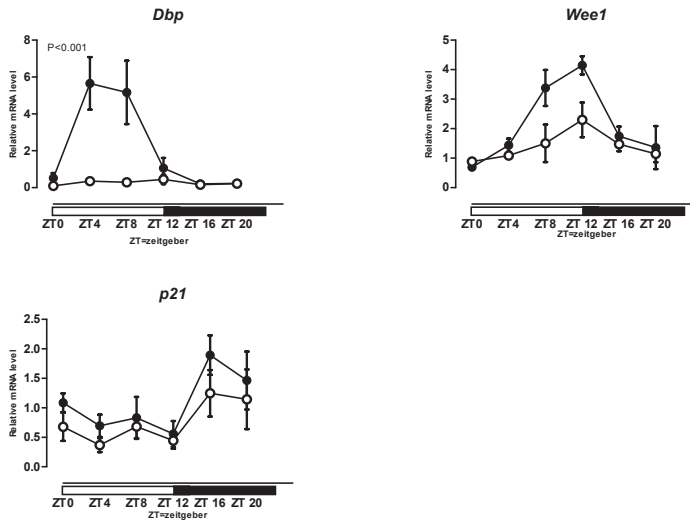 Dbp
P<0.001
8
6
4
2
0
Relative mRNA level
ZT0 ZT4 ZT8 ZT 12 ZT 16 ZT 20
ZT=zeitgeber
Wee1
5
4
3
2
1
0
Relative mRNA level
ZT0 ZT4 ZT8 ZT 12 ZT 16 ZT 20
ZT=zeitgeber
p21
2.5
2.0
1.5
1.0
0.5
0.0
Relative mRNA level
ZT0 ZT4 ZT8 ZT 12 ZT 16 ZT 20
ZT=zeitgeber